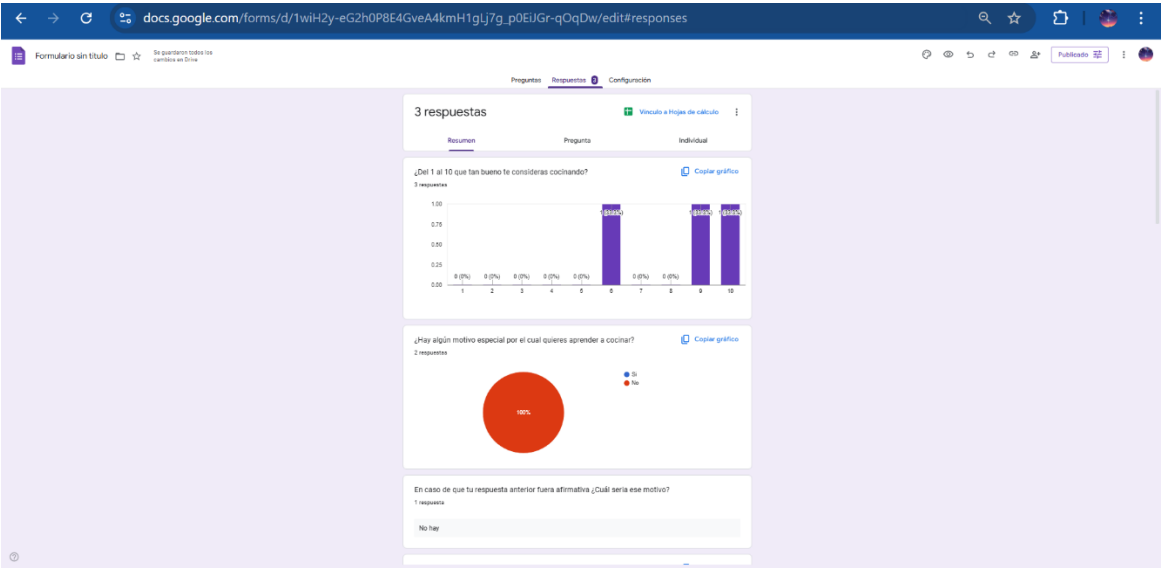 docs.google.com/forms/d/1wiH2y-eG2h0P8E4GveA4kmH1gLj7g_p0EiJGr-qOqDw/edit#responses
Formulario sin título
Se guardaron todos los
cambios en Drive
Publicado
Preguntas Respuestas 3 Configuración
3 respuestas
Vincula a Hojas de cálculo
Resumen Pregunta Individual
¿Del 1 al 10 que tan bueno te consideras cocinando?
Copiar gráfico
3 respuestas
1.00
0.75
0.50
0.25
0.00
0 (0%) 0 (0%) 0 (0%) 0 (0%) 0 (0%) 0 (0%) 0 (0%)
1 2 3 4 5 6 7 8 9 10
¿Hay algún motivo especial por el cual quieres aprender a cocinar?
Copiar gráfico
2 respuestas
Si
No
100%
En caso de que tu respuesta anterior fuera afirmativa ¿Cuál seria ese motivo?
1 respuesta
No hay